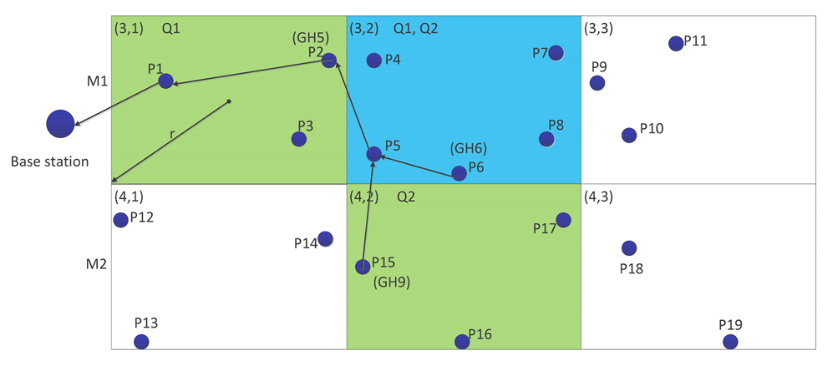 (3,1) Q1
(3,2) Q1, Q2
(3,3)
(GH5)
P2
P4
P7
P11
P1
P9
M1
P3
P8
P10
r
P5
(GH6)
P6
Base station
(4,1)
(4,2) Q2
(4,3)
P12
P14
P17
M2
P15
(GH9)
P18
P13
P16
P19